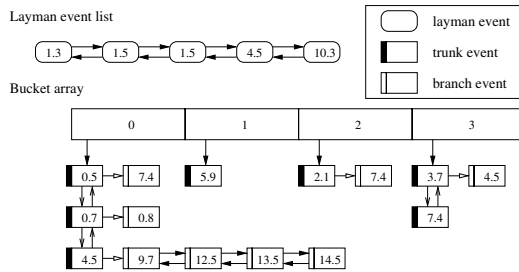 Layman event list
layman event
1.3 1.5 1.5 4.5 10.3
trunk event
Bucket array
branch event
0 1 2 3
0.5 7.4 5.9 2.1 7.4 3.7 4.5
0.7 0.8 7.4
4.5 9.7 12.5 13.5 14.5